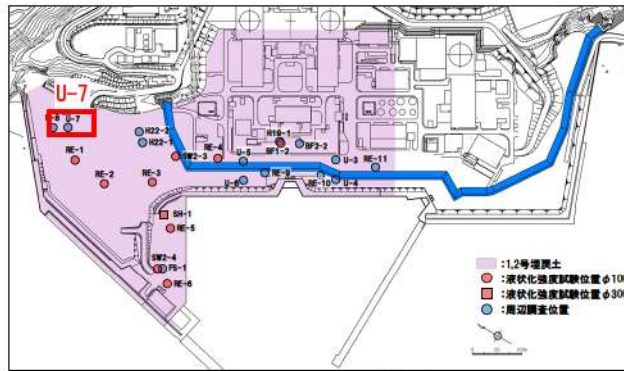 U-7
U-8 U-7
H22-2
H22-1
RE-1
SW2-3
RE-4
H19-1
BF1-2
BF2-2
U-5
U-3
RE-11
RE-2
RE-3
U-6
RE-9
RE-10
U-4
SH-1
RE-5
SW2-4
FS-1
RE-6
:1,2号埋戻土
:液状化強度試験位置φ100
:液状化強度試験位置φ300
:周辺調査位置